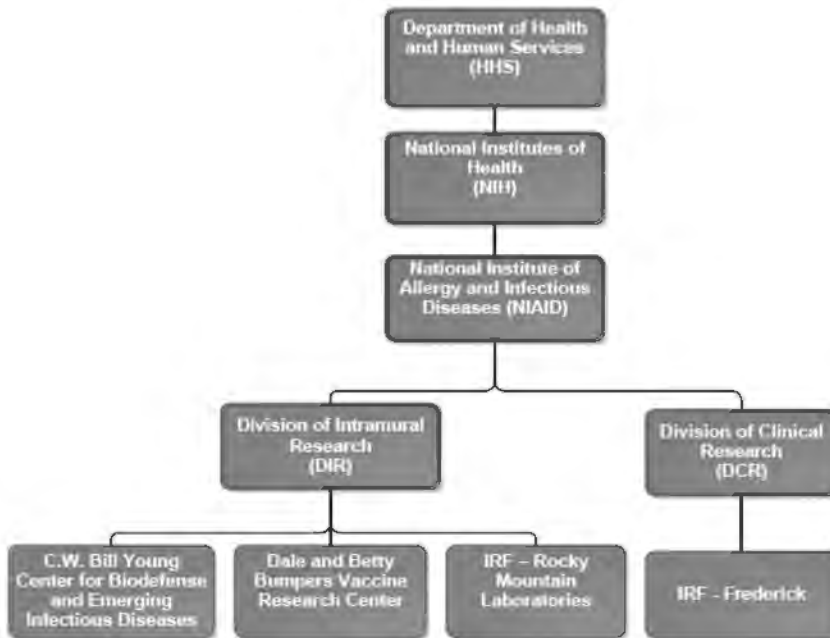 Department of Health
and Human Services
(HHS)
National Institutes of
Health
(NIH)
National Institute of
Allergy and Infectious
Diseases (NIAID)
Division of Intramural
Research
(DIR)
Division of Clinical
Research
(DCR)
C.W. Bill Young
Center for Biodefense
and Emerging
Infectious Diseases
Dale and Betty
Bumpers Vaccine
Research Center
IRF – Rocky
Mountain
Laboratories
IRF - Frederick